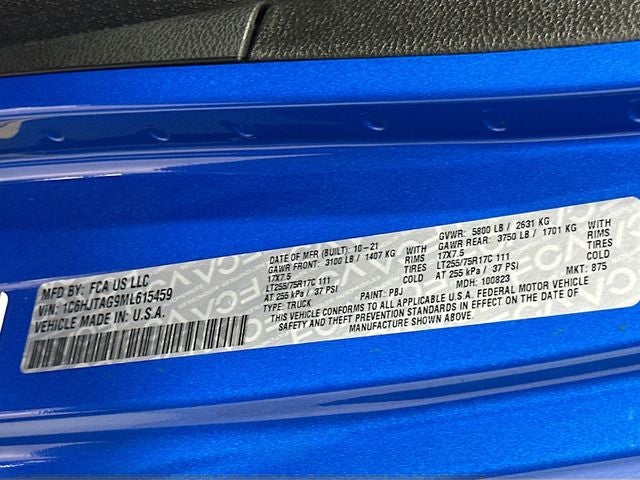 MFD BY: FCA US LLC
VIN: 1C6HJTAG9ML615459
VEHICLE MADE IN: U.S.A.
DATE OF MFR (BUILT): 10-21
GAWR FRONT: 3100 LB / 1407 KG WITH
17X7.5 RIMS
LT255/75R17C 111 TIRES
AT 255 kPa / 37 PSI COLD
GVWR: 5800 LB / 2631 KG
GAWR REAR: 3750 LB / 1701 KG WITH
17X7.5 RIMS
LT255/75R17C 111 TIRES
AT 255 kPa / 37 PSI COLD
TYPE: TRUCK PAINT: PBJ MDH: 100823 MKT: 875
THIS VEHICLE CONFORMS TO ALL APPLICABLE U.S.A. FEDERAL MOTOR VEHICLE
SAFETY AND THEFT PREVENTION STANDARDS IN EFFECT ON THE DATE OF
MANUFACTURE SHOWN ABOVE.